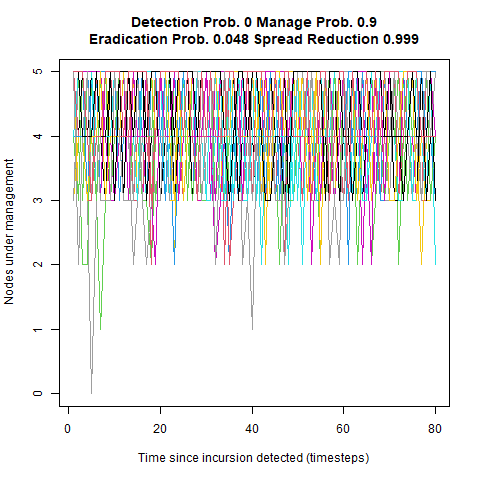 Detection Prob. 0 Manage Prob. 0.9
Eradication Prob. 0.048 Spread Reduction 0.999
Nodes under management
5
4
3
2
1
0
0
20
40
60
80
Time since incursion detected (timesteps)